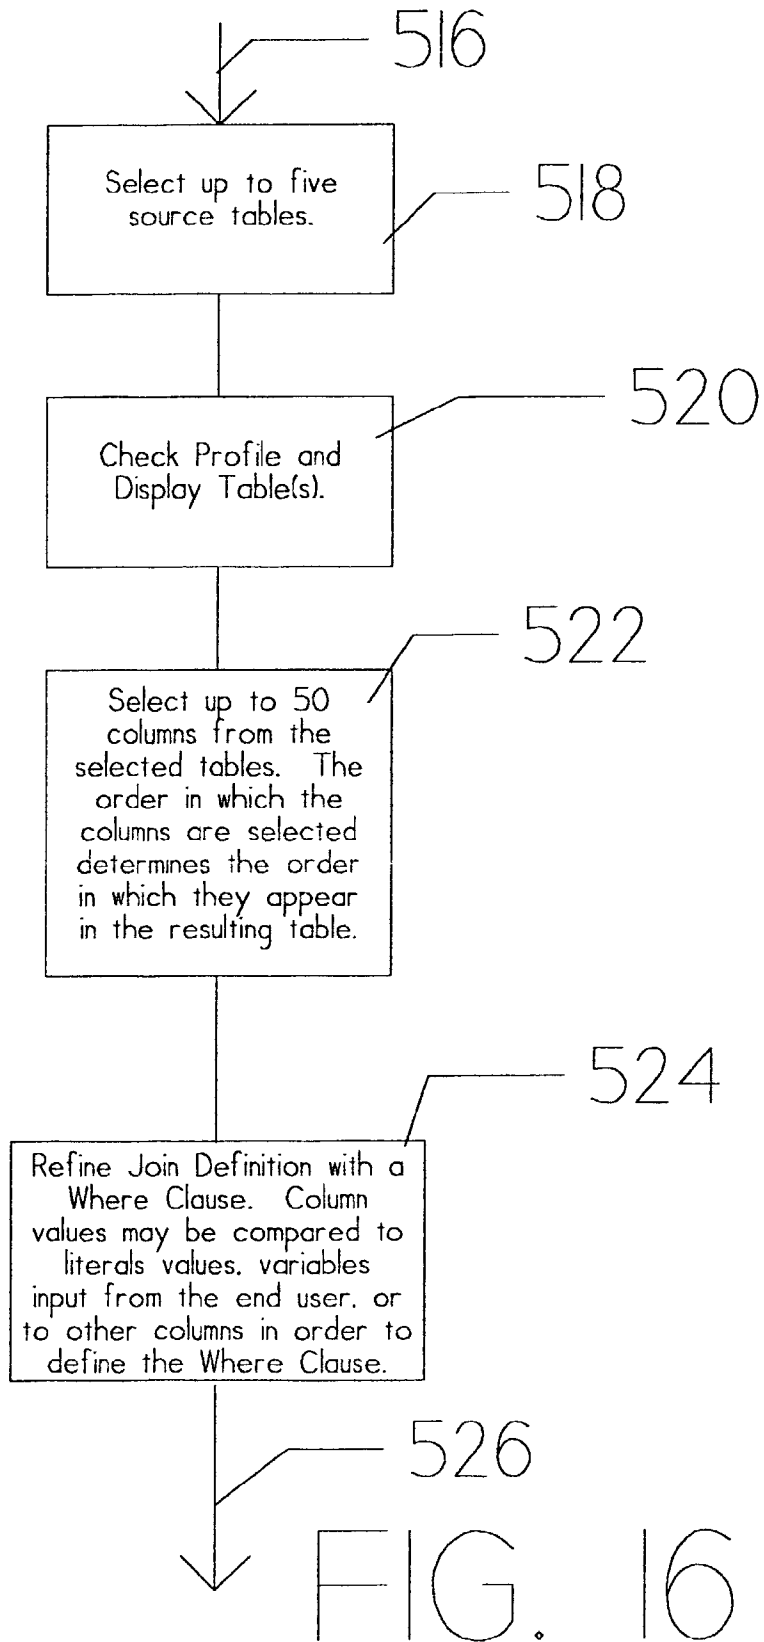 516
Select up to five
source tables.
518
520
Check Profile and
Display Table(s).
522
Select up to 50
columns from the
selected tables. The
order in which the
columns are selected
determines the order
in which they appear
in the resulting table.
524
Refine Join Definition with a
Where Clause. Column
values may be compared to
literals values, variables
input from the end user, or
to other columns in order to
define the Where Clause.
526
FIG. 16